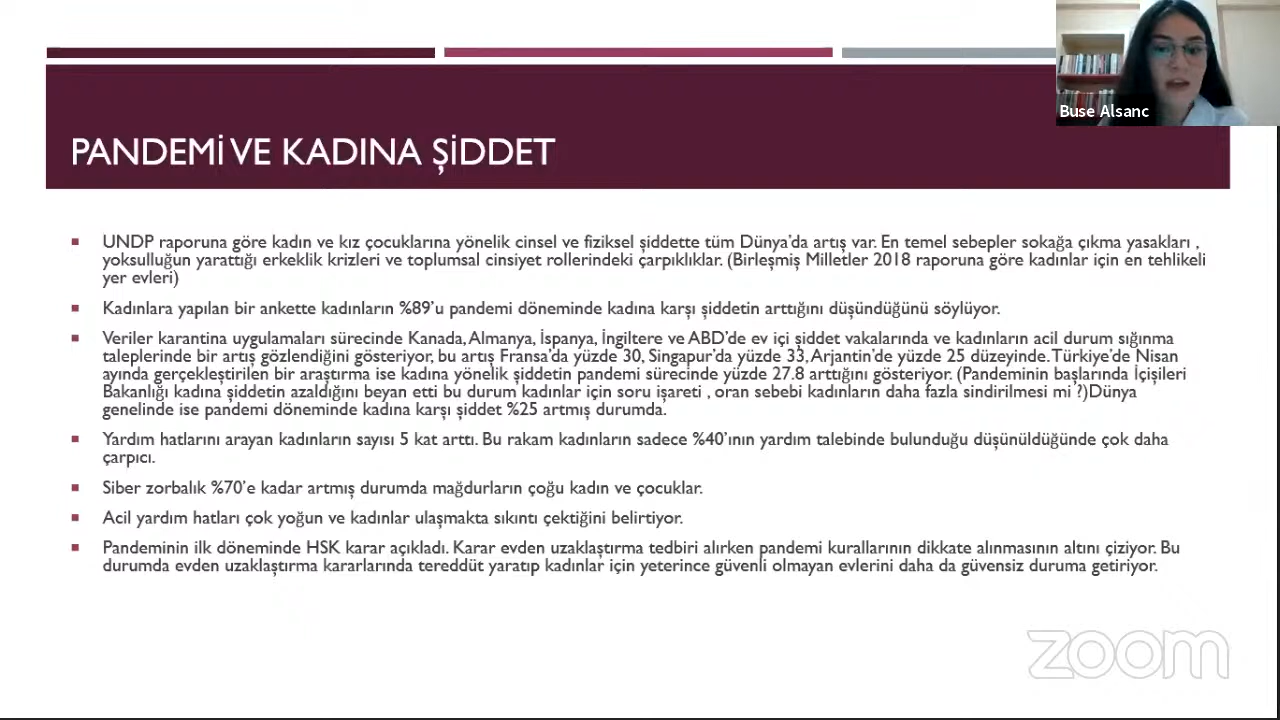 Buse Alsanc
PANDEMİ VE KADINA ŞİDDET
UNDP raporuna göre kadın ve kız çocuklarına yönelik cinsel ve fiziksel şiddette tüm Dünya'da artış var. En temel sebepler sokağa çıkma yasakları ,
yoksulluğun yarattığı erkeklik krizleri ve toplumsal cinsiyet rollerindeki çarpıklıklar. (Birleşmiş Milletler 2018 raporuna göre kadınlar için en tehlikeli
yer evleri)
Kadınlara yapılan bir ankette kadınların %89'u pandemi döneminde kadına karşı şiddetin arttığını düşündüğünü söylüyor.
Veriler karantina uygulamaları sürecinde Kanada, Almanya, İspanya, İngiltere ve ABD'de ev içi şiddet vakalarında ve kadınların acil durum sığınma
taleplerinde bir artış gözlendiğini gösteriyor, bu artış Fransa'da yüzde 30, Singapur'da yüzde 33, Arjantin'de yüzde 25 düzeyinde. Türkiye'de Nisan
ayında gerçekleştirilen bir araştırma ise kadına yönelik şiddetin pandemi sürecinde yüzde 27.8 arttığını gösteriyor. (Pandeminin başlarında İçişileri
Bakanlığı kadına şiddetin azaldığını beyan etti bu durum kadınlar için soru işareti , oran sebebi kadınların daha fazla sindirilmesi mi ?)Dünya
genelinde ise pandemi döneminde kadına karşı şiddet %25 artmış durumda.
Yardım hatlarını arayan kadınların sayısı 5 kat arttı. Bu rakam kadınların sadece %40'ının yardım talebinde bulunduğu düşünüldüğünde çok daha
çarpıcı.
Siber zorbalık %70'e kadar artmış durumda mağdurların çoğu kadın ve çocuklar.
Acil yardım hatları çok yoğun ve kadınlar ulaşmakta sıkıntı çektiğini belirtiyor.
Pandeminin ilk döneminde HSK karar açıkladı. Karar evden uzaklaştırma tedbiri alırken pandemi kurallarının dikkate alınmasının altını çiziyor. Bu
durumda evden uzaklaştırma kararlarında tereddüt yaratıp kadınlar için yeterince güvenli olmayan evlerini daha da güvensiz duruma getiriyor.
zoom